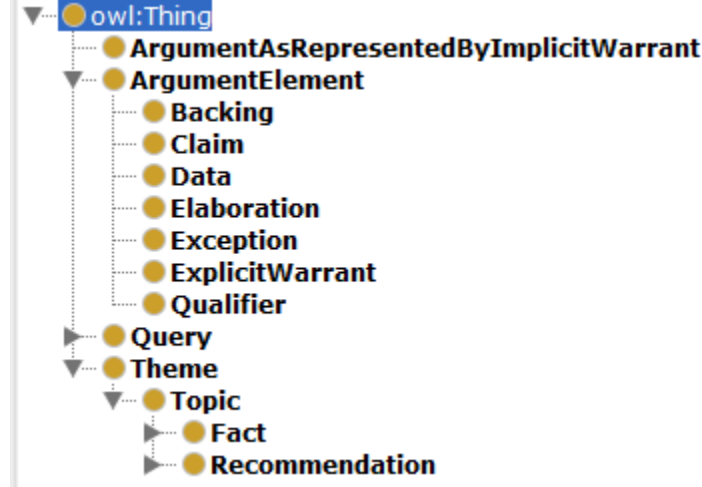 owl:Thing
ArgumentAsRepresentedByImplicitWarrant
ArgumentElement
Backing
Claim
Data
Elaboration
Exception
ExplicitWarrant
Qualifier
Query
Theme
Topic
Fact
Recommendation